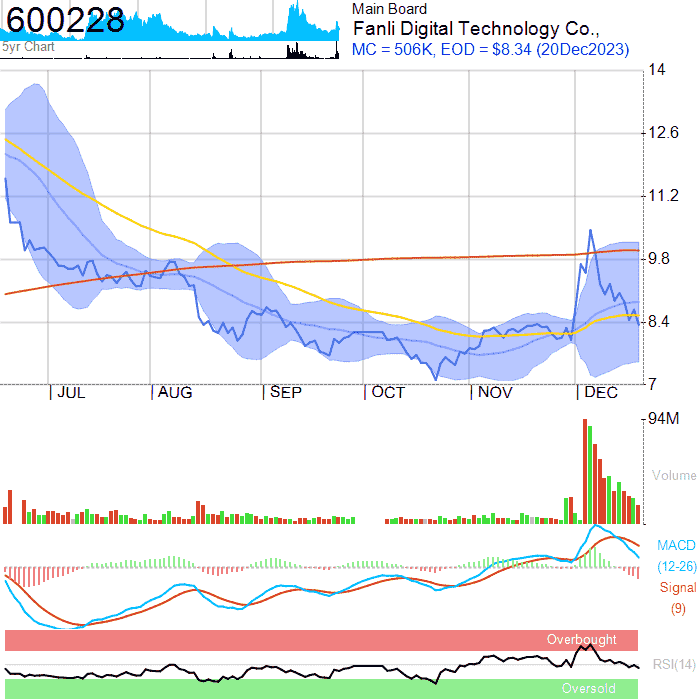 600228
5yr Chart
Main Board
Fanli Digital Technology Co.,
MC = 506K, EOD = $8.34 (20Dec2023)
14
12.6
11.2
9.8
8.4
7
JUL AUG SEP OCT NOV DEC
94M
Volume
MACD
(12-26)
Signal
(9)
Overbought
RSI(14)
Oversold